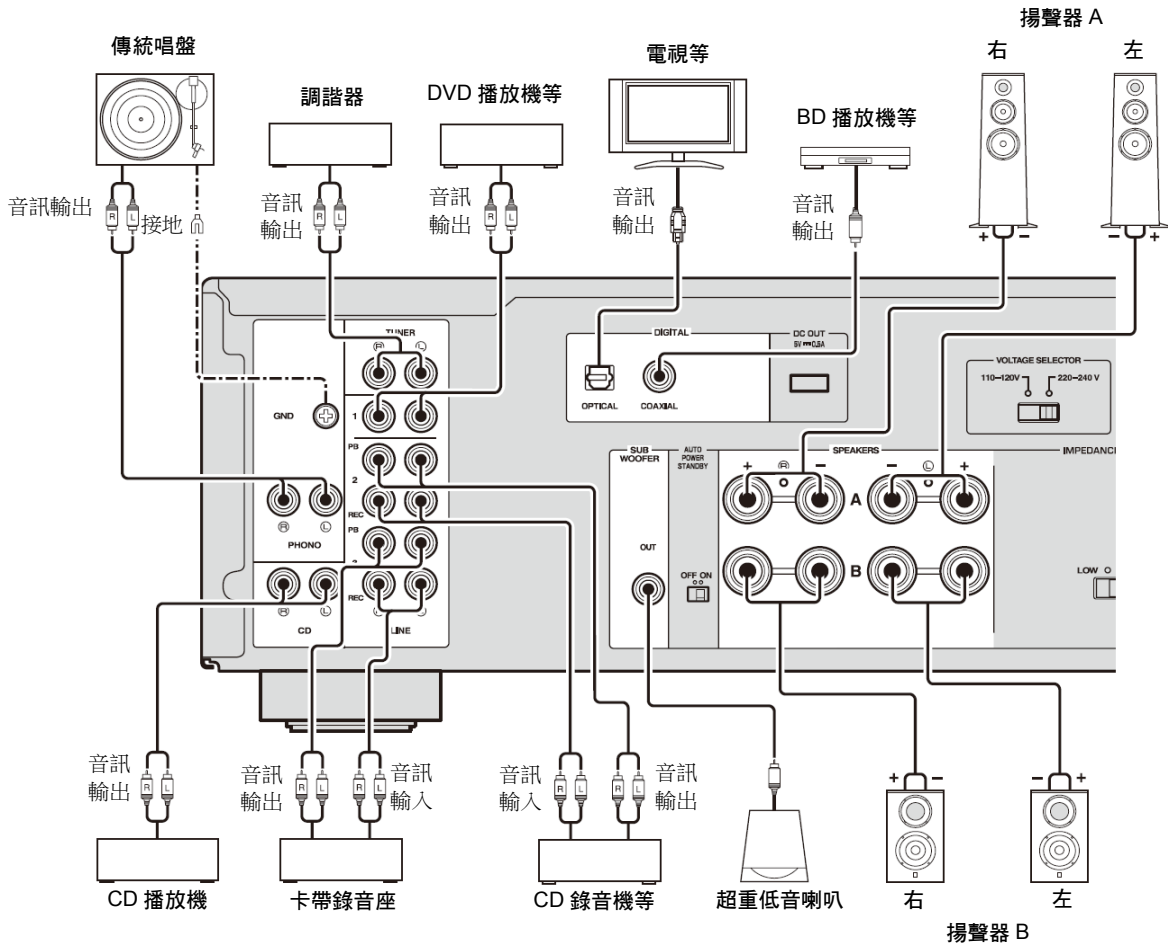 揚聲器 A
右
左
傳統唱盤
調諧器
DVD 播放機等
電視等
BD 播放機等
音訊輸出
R
L
接地
音訊
輸出
R
L
音訊
輸出
R
L
音訊
輸出
音訊
輸出
+
−
−
+
TUNER
R
L
GND
1
PB
2
REC
PB
REC
R
L
PHONO
R
L
CD
LINE
DIGITAL
OPTICAL
COAXIAL
DC OUT
5V 0.5A
VOLTAGE SELECTOR
110–120V
220–240 V
SUB
WOOFER
OUT
AUTO
POWER
STANDBY
OFF ON
SPEAKERS
+
R
−
−
L
+
A
B
IMPEDANC
LOW
音訊
輸出
R
L
音訊
輸出
R
L
R
L
音訊
輸入
音訊
輸入
R
L
R
L
音訊
輸出
+
−
−
+
CD 播放機
卡帶錄音座
CD 錄音機等
超重低音喇叭
右
左
揚聲器 B